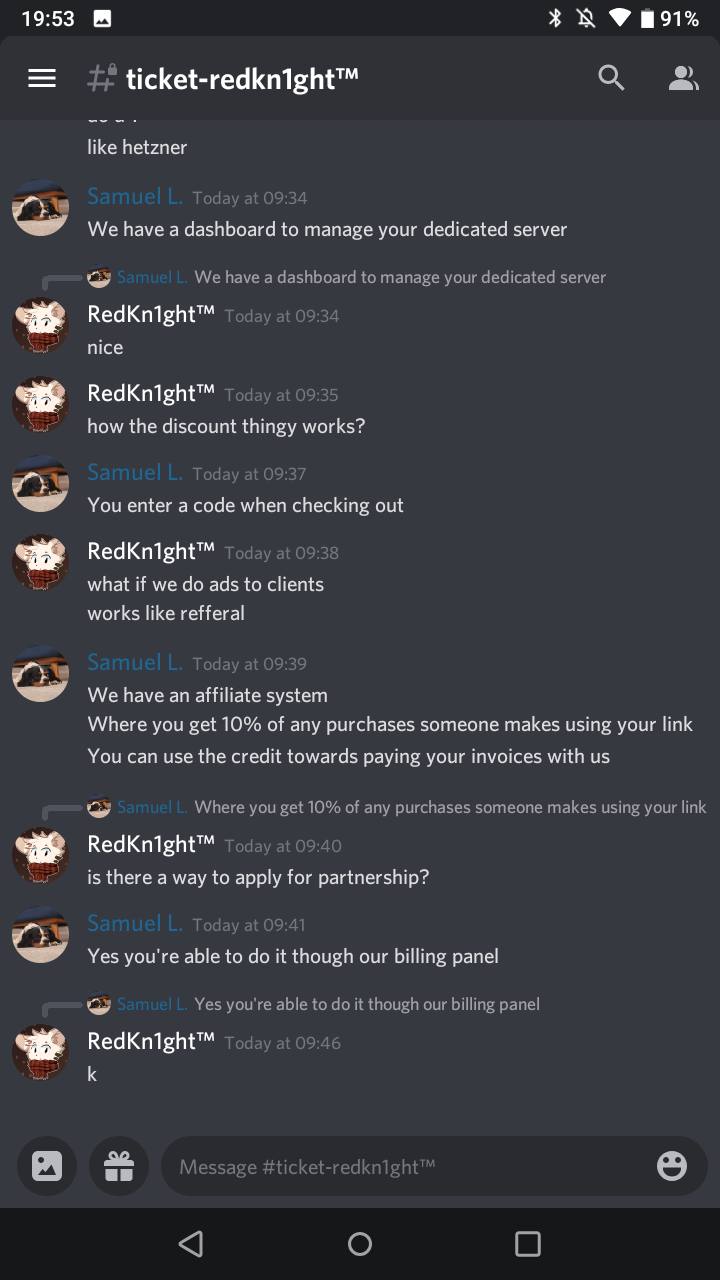 19:53
91%
ticket-redkn1ght™
like hetzner
Samuel L. Today at 09:34
We have a dashboard to manage your dedicated server
Samuel L. We have a dashboard to manage your dedicated server
RedKn1ght™ Today at 09:34
nice
RedKn1ght™ Today at 09:35
how the discount thingy works?
Samuel L. Today at 09:37
You enter a code when checking out
RedKn1ght™ Today at 09:38
what if we do ads to clients
works like refferal
Samuel L. Today at 09:39
We have an affiliate system
Where you get 10% of any purchases someone makes using your link
You can use the credit towards paying your invoices with us
Samuel L. Where you get 10% of any purchases someone makes using your link
RedKn1ght™ Today at 09:40
is there a way to apply for partnership?
Samuel L. Today at 09:41
Yes you're able to do it though our billing panel
Samuel L. Yes you're able to do it though our billing panel
RedKn1ght™ Today at 09:46
k
Message #ticket-redkn1ght™